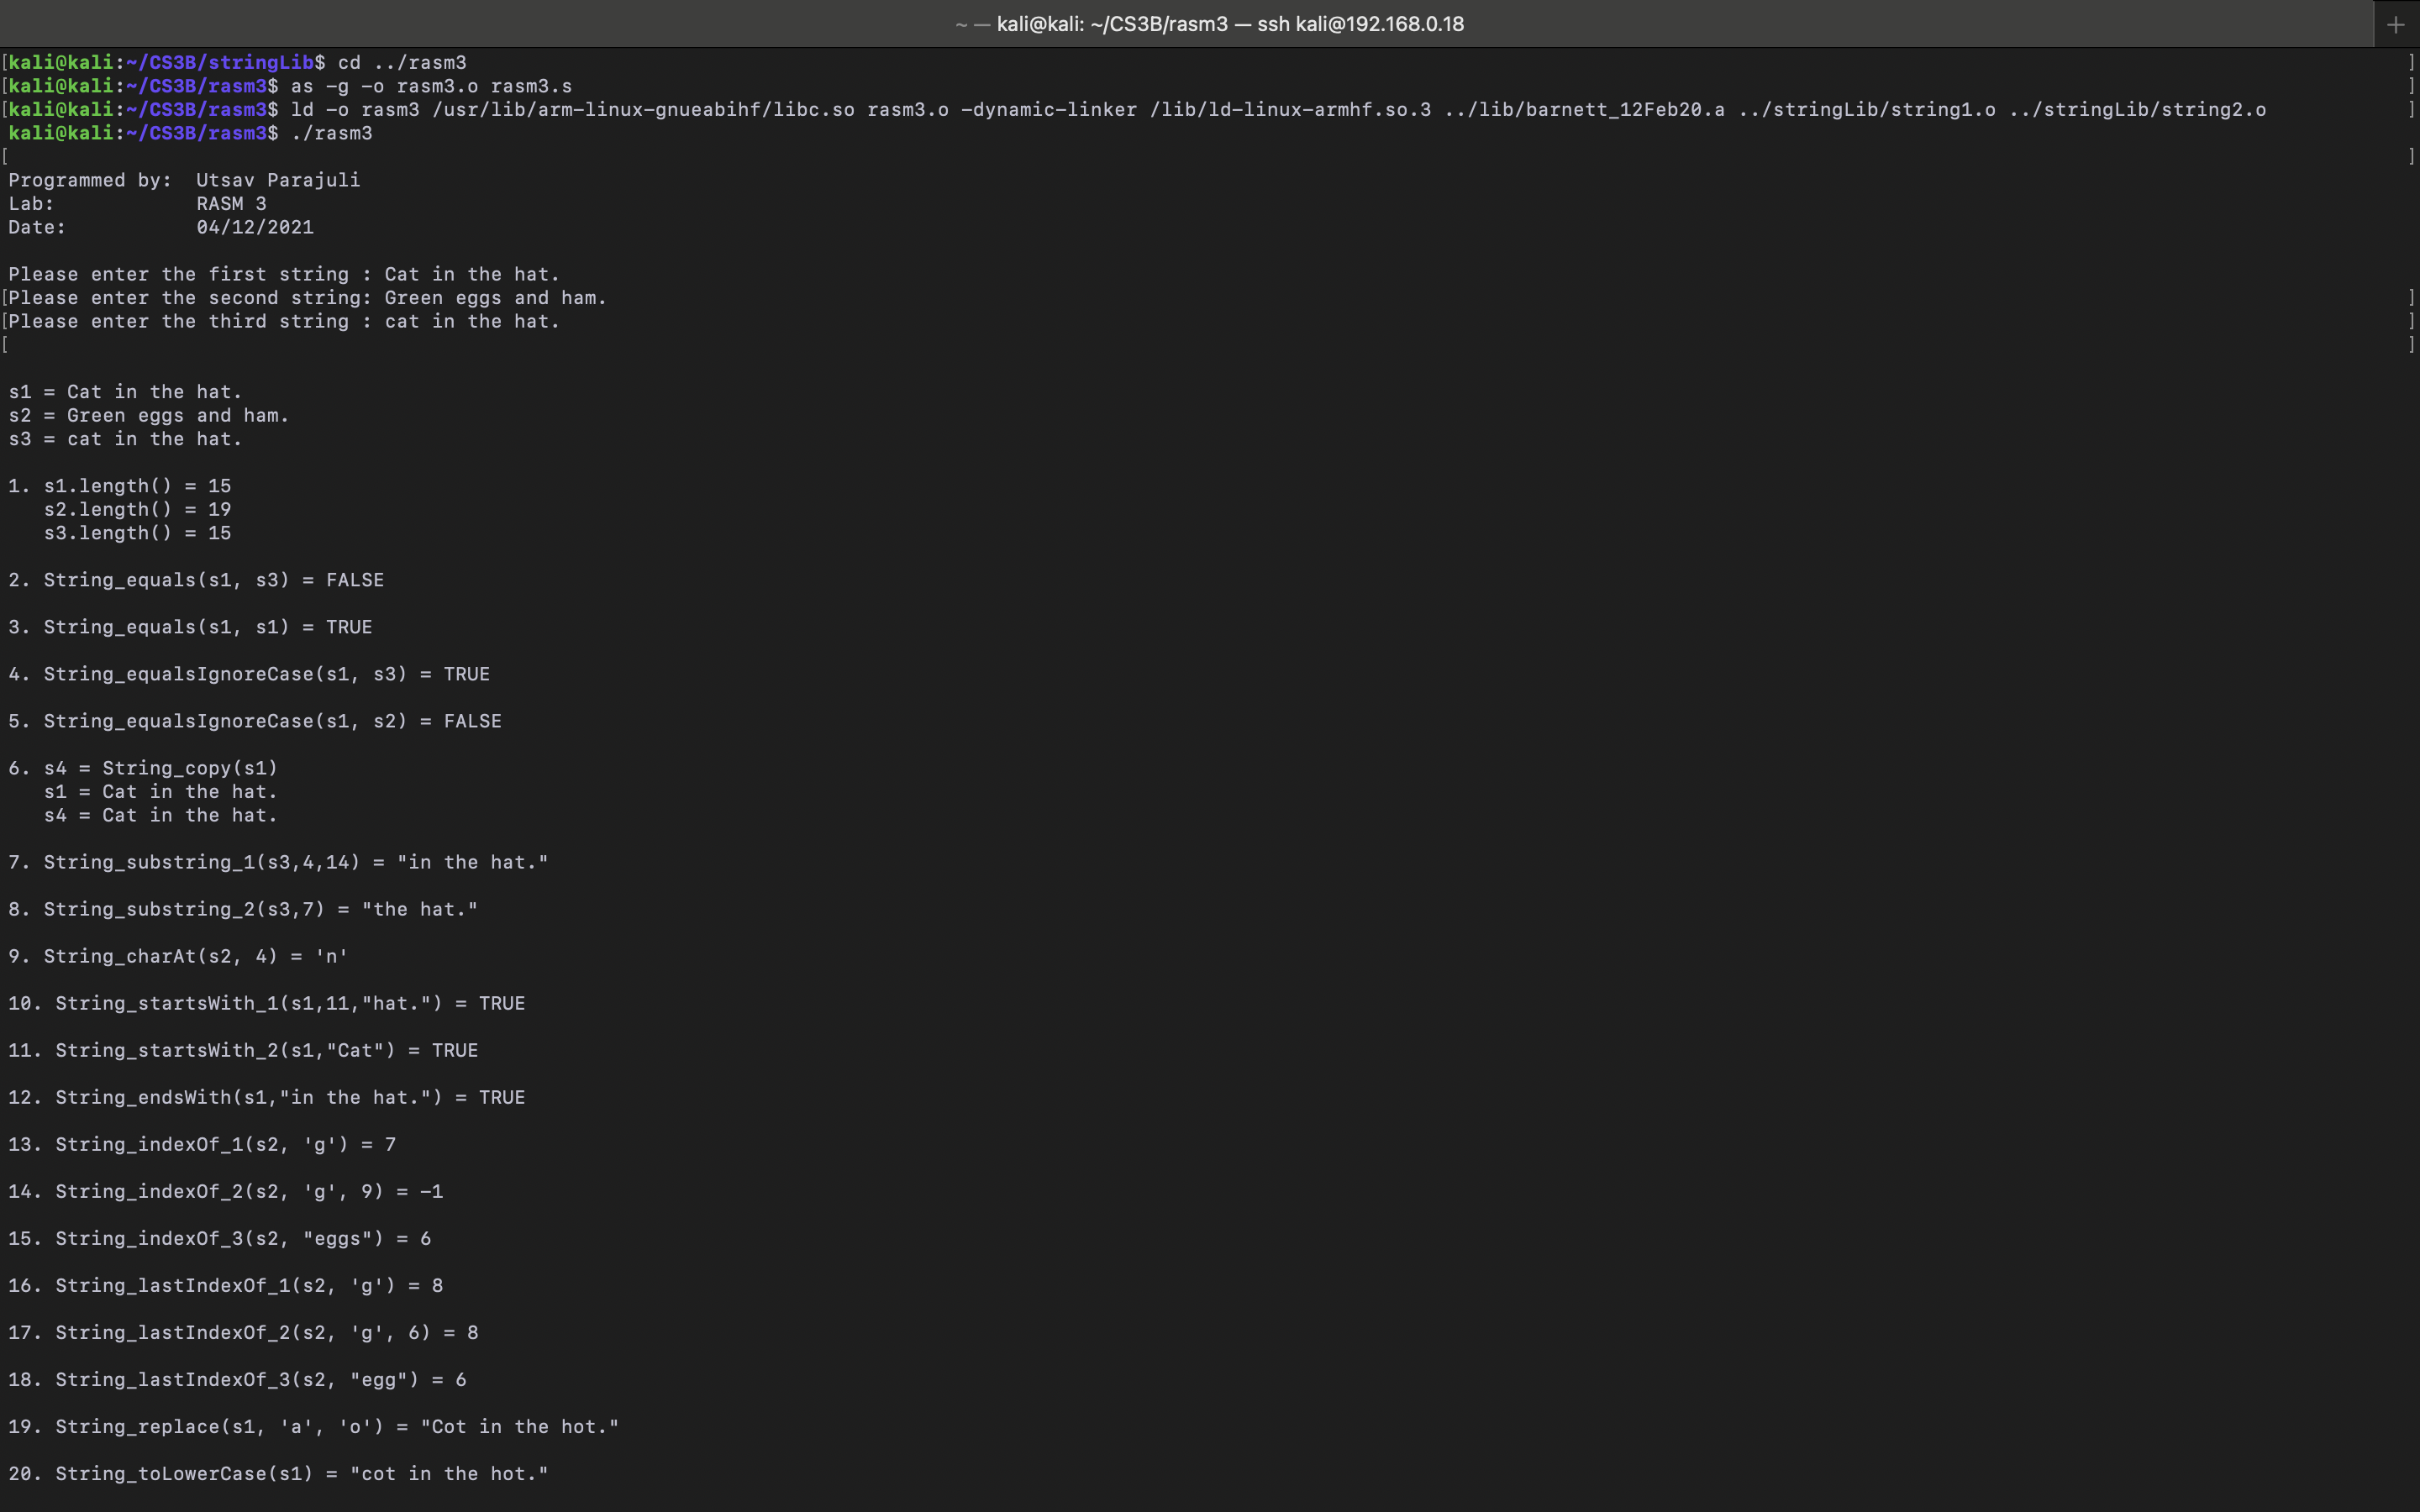 ~ — kali@kali: ~/CS3B/rasm3 — ssh kali@192.168.0.18
[kali@kali:~/CS3B/stringLib$ cd ../rasm3 ]
[kali@kali:~/CS3B/rasm3$ as -g -o rasm3.o rasm3.s ]
[kali@kali:~/CS3B/rasm3$ ld -o rasm3 /usr/lib/arm-linux-gnueabihf/libc.so rasm3.o -dynamic-linker /lib/ld-linux-armhf.so.3 ../lib/barnett_12Feb20.a ../stringLib/string1.o ../stringLib/string2.o ]
kali@kali:~/CS3B/rasm3$ ./rasm3
[ ]
Programmed by: Utsav Parajuli
Lab: RASM 3
Date: 04/12/2021
Please enter the first string : Cat in the hat.
[Please enter the second string: Green eggs and ham. ]
[Please enter the third string : cat in the hat. ]
[ ]
s1 = Cat in the hat.
s2 = Green eggs and ham.
s3 = cat in the hat.
1. s1.length() = 15
s2.length() = 19
s3.length() = 15
2. String_equals(s1, s3) = FALSE
3. String_equals(s1, s1) = TRUE
4. String_equalsIgnoreCase(s1, s3) = TRUE
5. String_equalsIgnoreCase(s1, s2) = FALSE
6. s4 = String_copy(s1)
s1 = Cat in the hat.
s4 = Cat in the hat.
7. String_substring_1(s3,4,14) = "in the hat."
8. String_substring_2(s3,7) = "the hat."
9. String_charAt(s2, 4) = 'n'
10. String_startsWith_1(s1,11,"hat.") = TRUE
11. String_startsWith_2(s1,"Cat") = TRUE
12. String_endsWith(s1,"in the hat.") = TRUE
13. String_indexOf_1(s2, 'g') = 7
14. String_indexOf_2(s2, 'g', 9) = -1
15. String_indexOf_3(s2, "eggs") = 6
16. String_lastIndexOf_1(s2, 'g') = 8
17. String_lastIndexOf_2(s2, 'g', 6) = 8
18. String_lastIndexOf_3(s2, "egg") = 6
19. String_replace(s1, 'a', 'o') = "Cot in the hot."
20. String_toLowerCase(s1) = "cot in the hot."